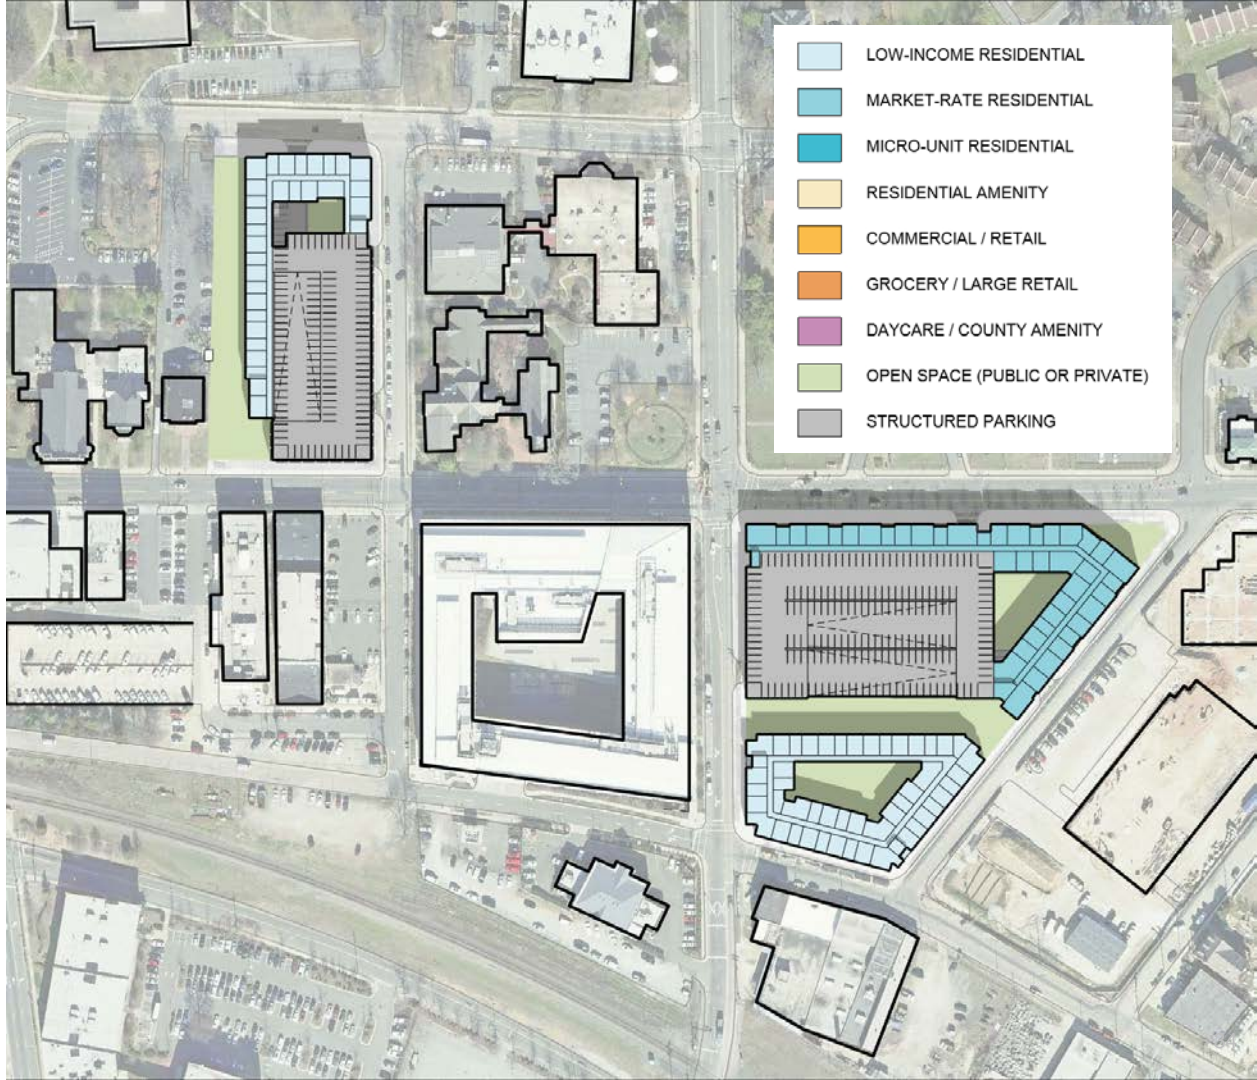 LOW-INCOME RESIDENTIAL
MARKET-RATE RESIDENTIAL
MICRO-UNIT RESIDENTIAL
RESIDENTIAL AMENITY
COMMERCIAL / RETAIL
GROCERY / LARGE RETAIL
DAYCARE / COUNTY AMENITY
OPEN SPACE (PUBLIC OR PRIVATE)
STRUCTURED PARKING